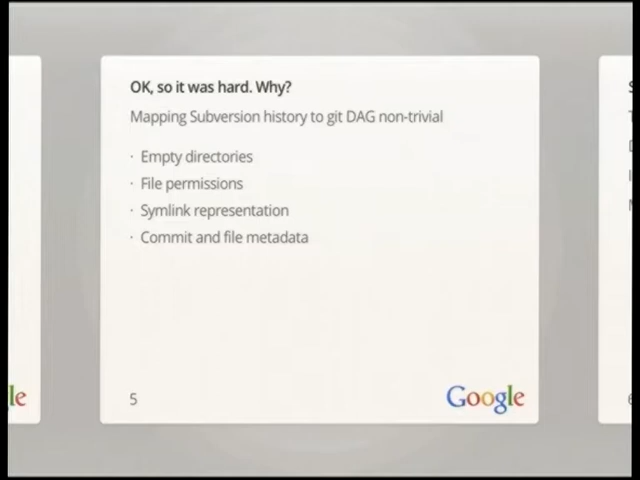 OK, so it was hard. Why?
Mapping Subversion history to git DAG non-trivial
· Empty directories
· File permissions
· Symlink representation
· Commit and file metadata
5
Google
le